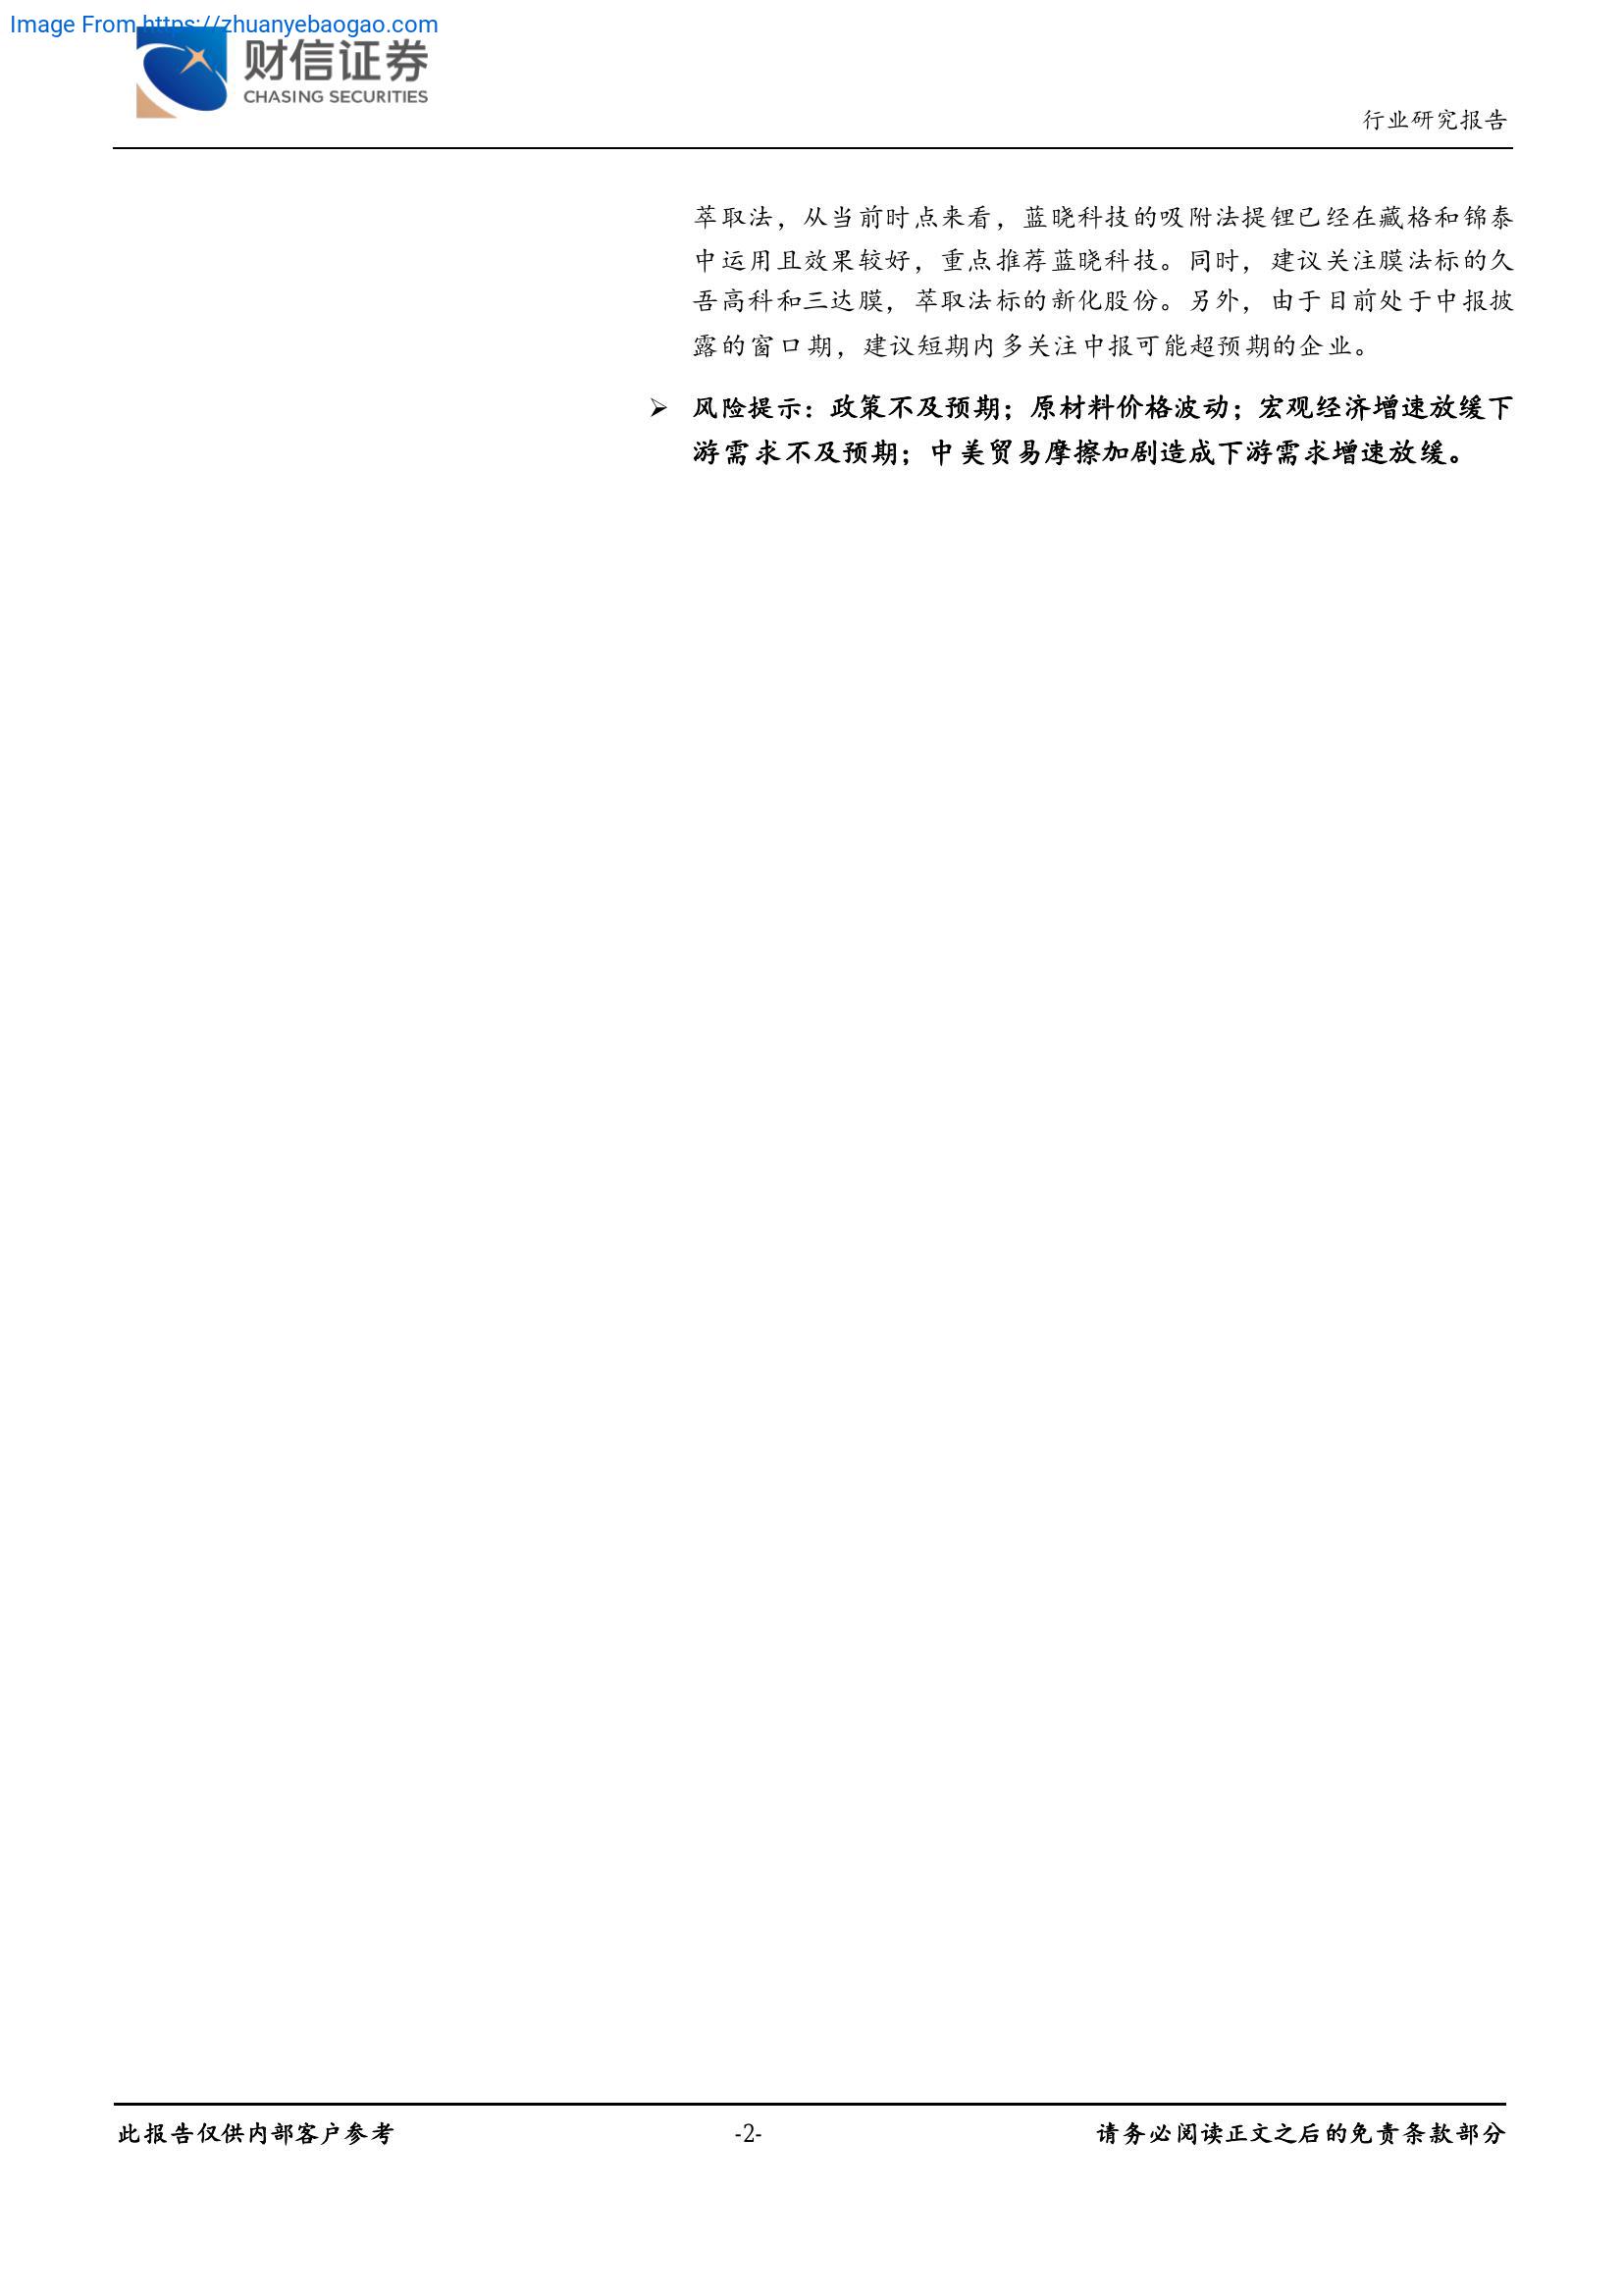 Image From https://zhuanyebaogao.com
财信证券
CHASING SECURITIES
行业研究报告
萃取法，从当前时点来看，蓝晓科技的吸附法提锂已经在藏格和锦泰
中运用且效果较好，重点推荐蓝晓科技。同时，建议关注膜法标的久
吾高科和三达膜，萃取法标的新化股份。另外，由于目前处于中报披
露的窗口期，建议短期内多关注中报可能超预期的企业。
➢ 风险提示：政策不及预期；原材料价格波动；宏观经济增速放缓下
游需求不及预期；中美贸易摩擦加剧造成下游需求增速放缓。
此报告仅供内部客户参考
-2-
请务必阅读正文之后的免责条款部分